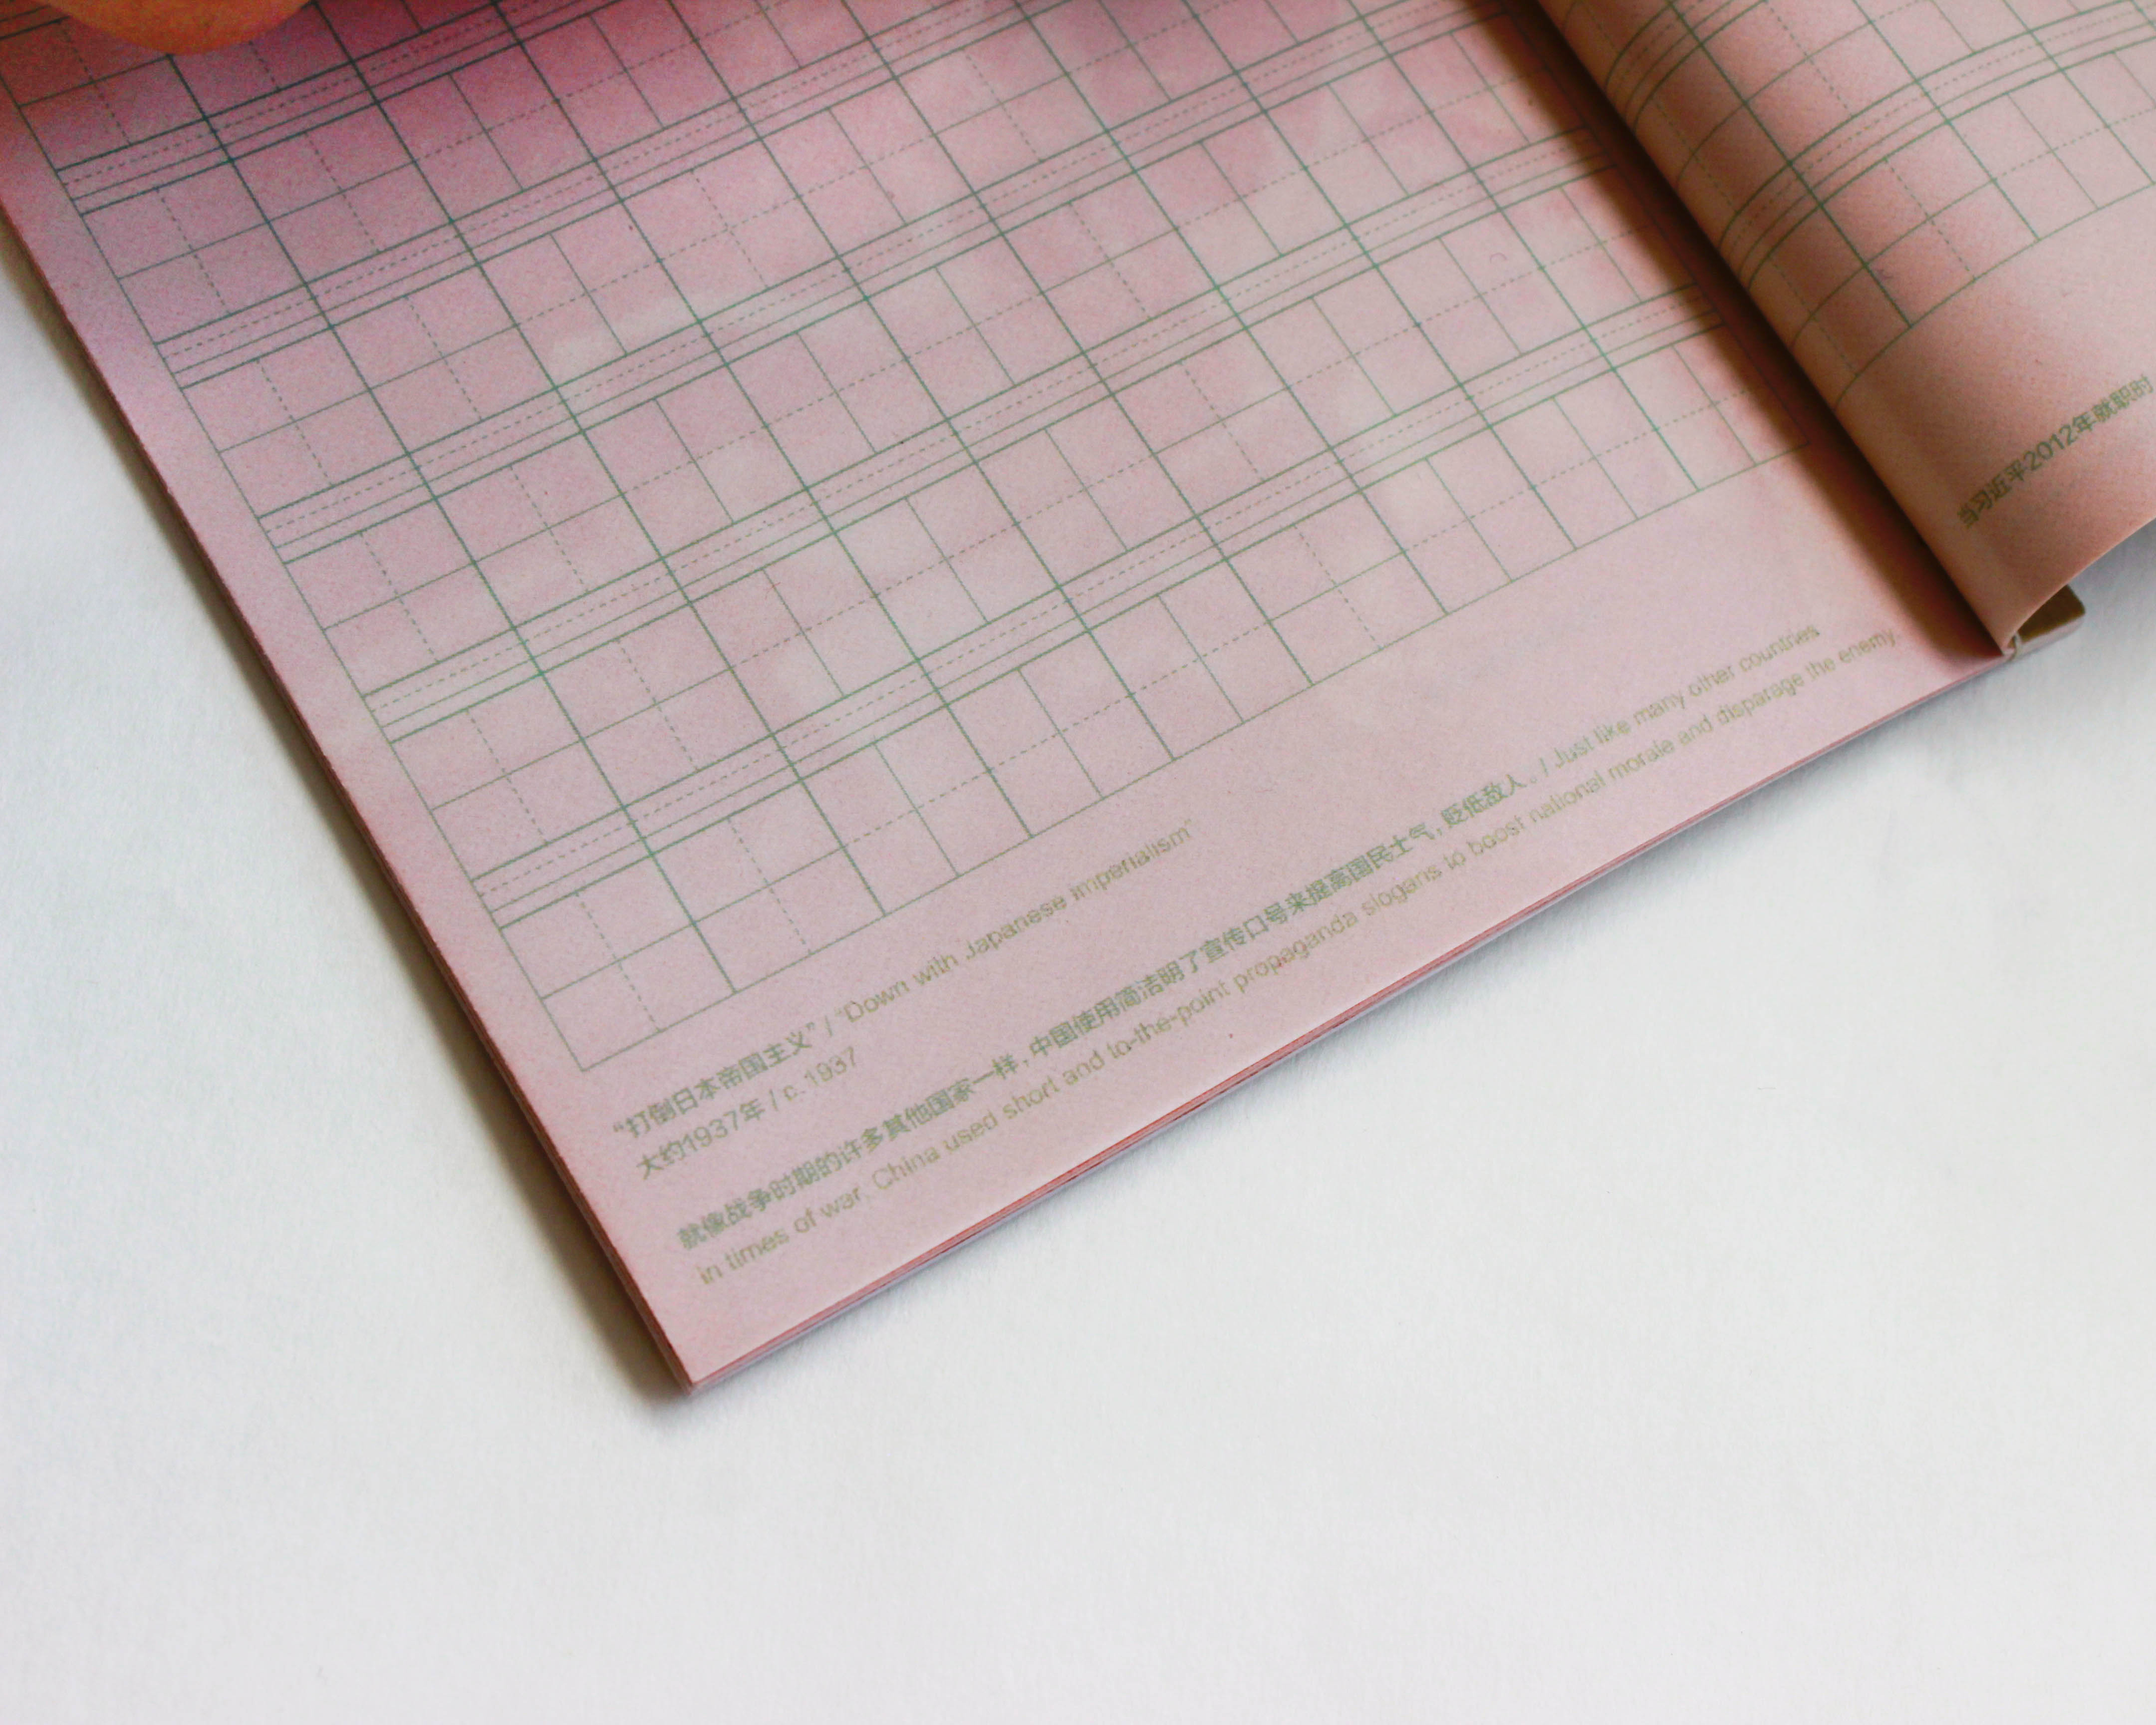 “打倒日本帝国主义” / “Down with Japanese imperialism”
大约1937年 / c. 1937
就像战争时期的许多其他国家一样，中国使用简洁明了宣传口号来提高国民士气，贬低敌人。/ Just like many other countries
in times of war, China used short and to-the-point propaganda slogans to boost national morale and disparage the enemy.
当习近平2012年就职时